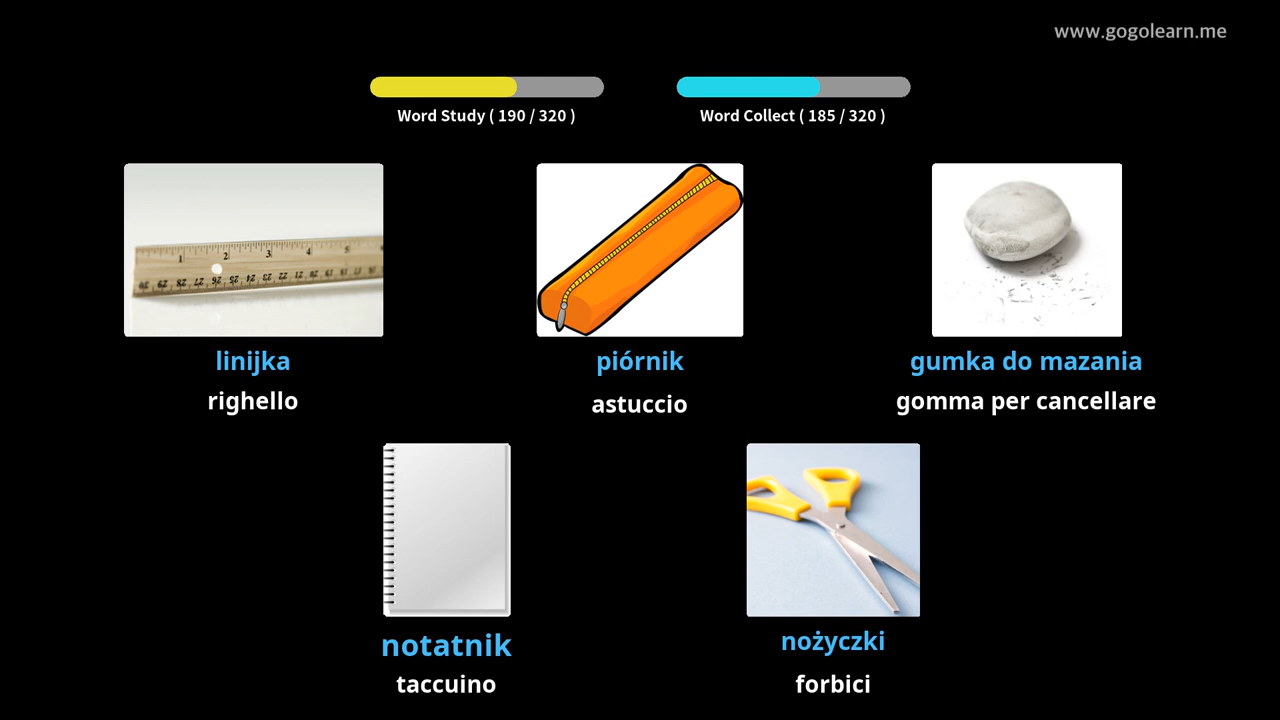 www.gogolearn.me
Word Study ( 190 / 320 )
Word Collect ( 185 / 320 )
linijka
righello
piórnik
astuccio
gumka do mazania
gomma per cancellare
notatnik
taccuino
nożyczki
forbici